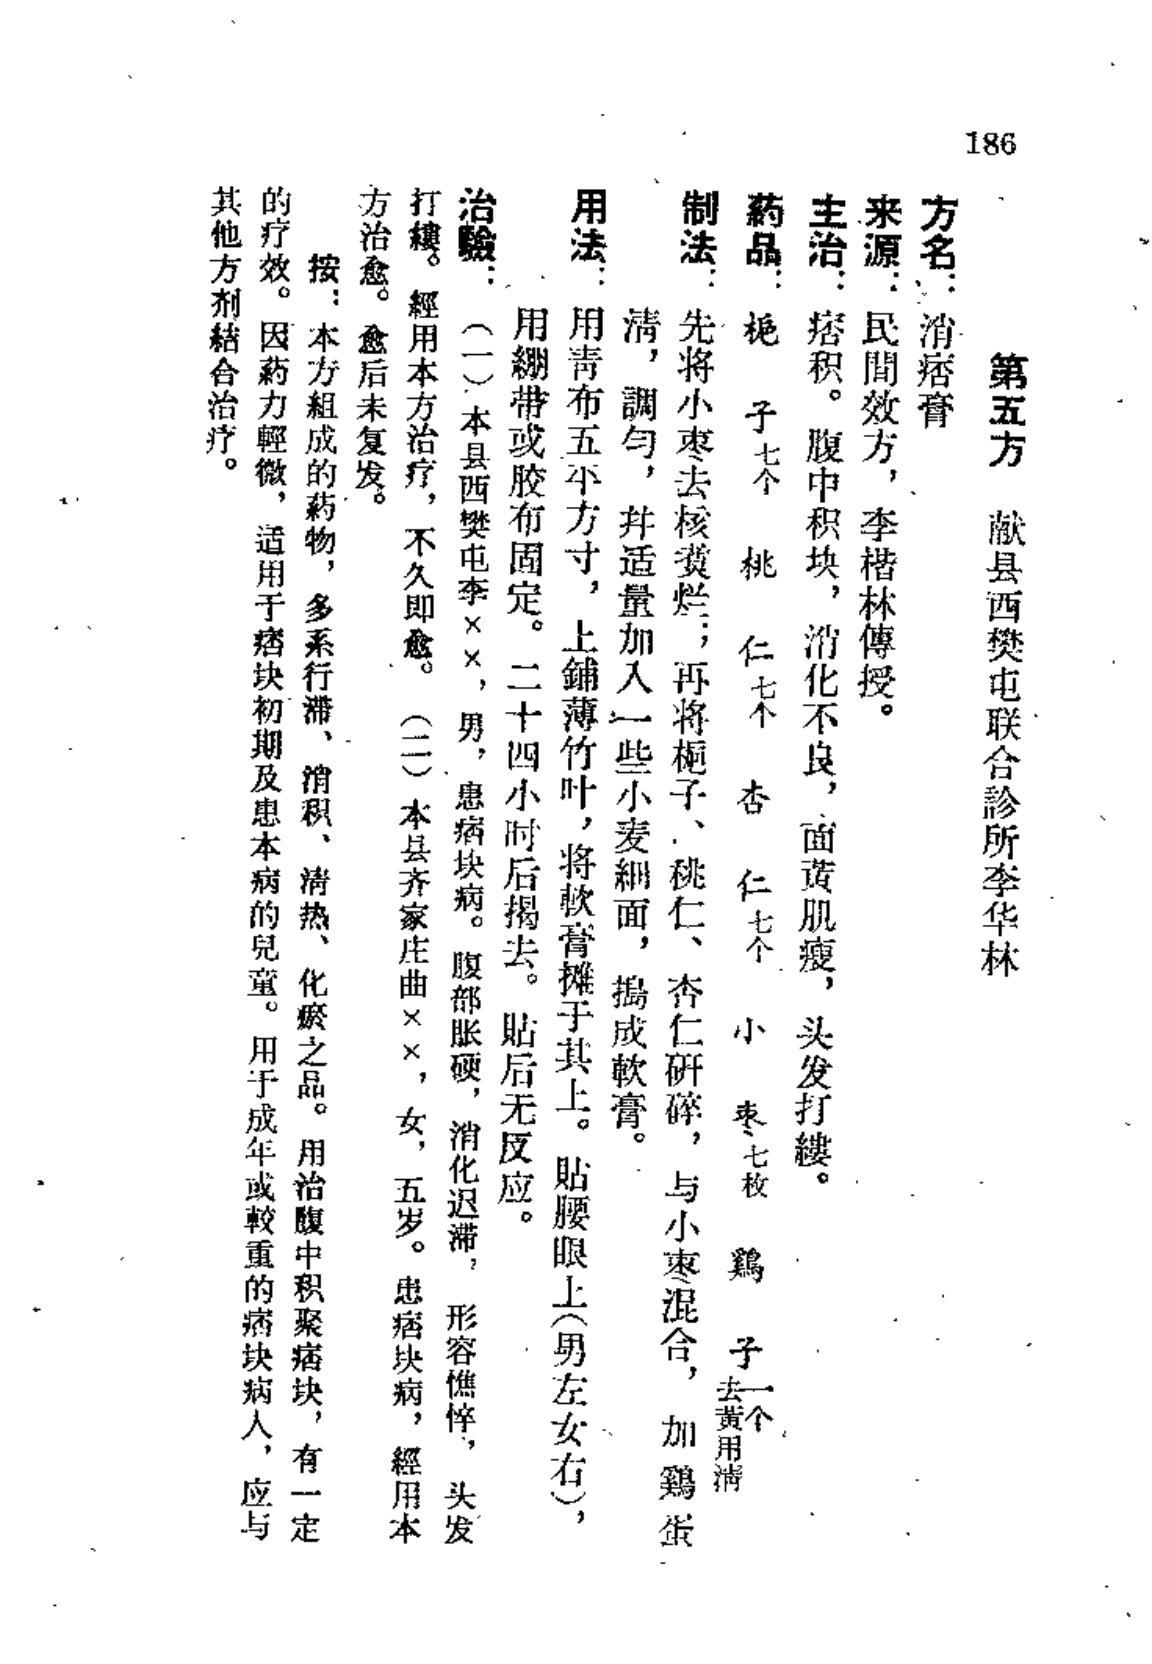 186
第五方　献县西樊屯联合診所李华林
方名：消痞膏
来源：民間效方，李楷林傳授。
主治：痞积。腹中积块，消化不良，面黄肌瘦，头发打縷。
葯品：梔子七个　桃仁七个　杏仁七个　小枣七枚　鷄子一个去黃用清
制法：先将小枣去核煑烂；再将梔子、桃仁、杏仁研碎，与小枣混合，加鷄蛋
清，調匀，幷适量加入一些小麦細面，搗成軟膏。
用法：用青布五平方寸，上鋪薄竹叶，将軟膏摊于其上。貼腰眼上（男左女右），
用綳带或胶布固定。二十四小时后揭去。貼后无反应。
治驗：（一）本县西樊屯李××，男，患痞块病。腹部胀硬，消化迟滞，形容憔悴，头发
打縷。經用本方治疗，不久即愈。（二）本县齐家庄曲××，女，五岁。患痞块病，經用本
方治愈。愈后未复发。
按：本方組成的葯物，多系行滞、消积、清热、化瘀之品。用治腹中积聚痞块，有一定
的疗效。因葯力輕微，适用于痞块初期及患本病的兒童。用于成年或較重的痞块病人，应与
其他方剂結合治疗。